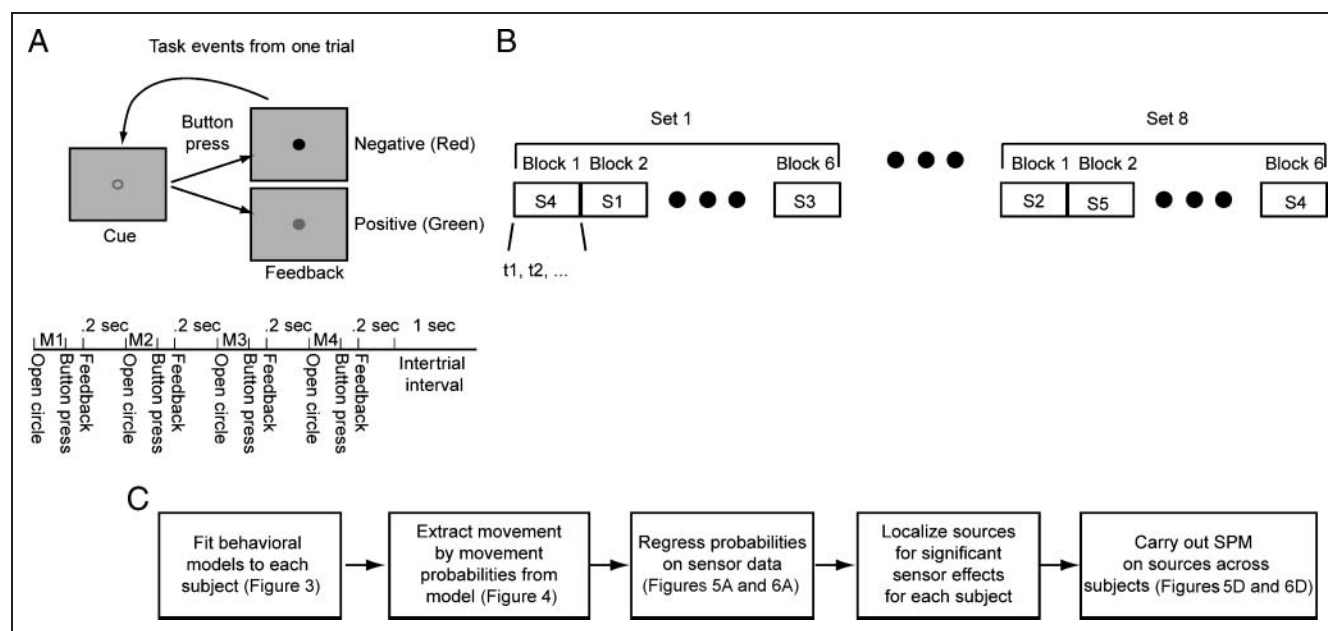 A
Task events from one trial
Button
press
Negative (Red)
Positive (Green)
Cue
Feedback
.2 sec .2 sec .2 sec .2 sec 1 sec
M1 M2 M3 M4
Open circle
Button press
Feedback
Open circle
Button press
Feedback
Open circle
Button press
Feedback
Open circle
Button press
Feedback
Intertrial
interval
B
Set 1
Set 8
Block 1 Block 2 Block 6
Block 1 Block 2 Block 6
S4 S1 S3
S2 S5 S4
t1, t2, ...
C
Fit behavioral
models to each
subject (Figure 3)
Extract movement
by movement
probabilities from
model (Figure 4)
Regress probabilities
on sensor data
(Figures 5A and 6A)
Localize sources
for significant
sensor effects
for each subject
Carry out SPM
on sources across
subjects (Figures 5D and 6D)